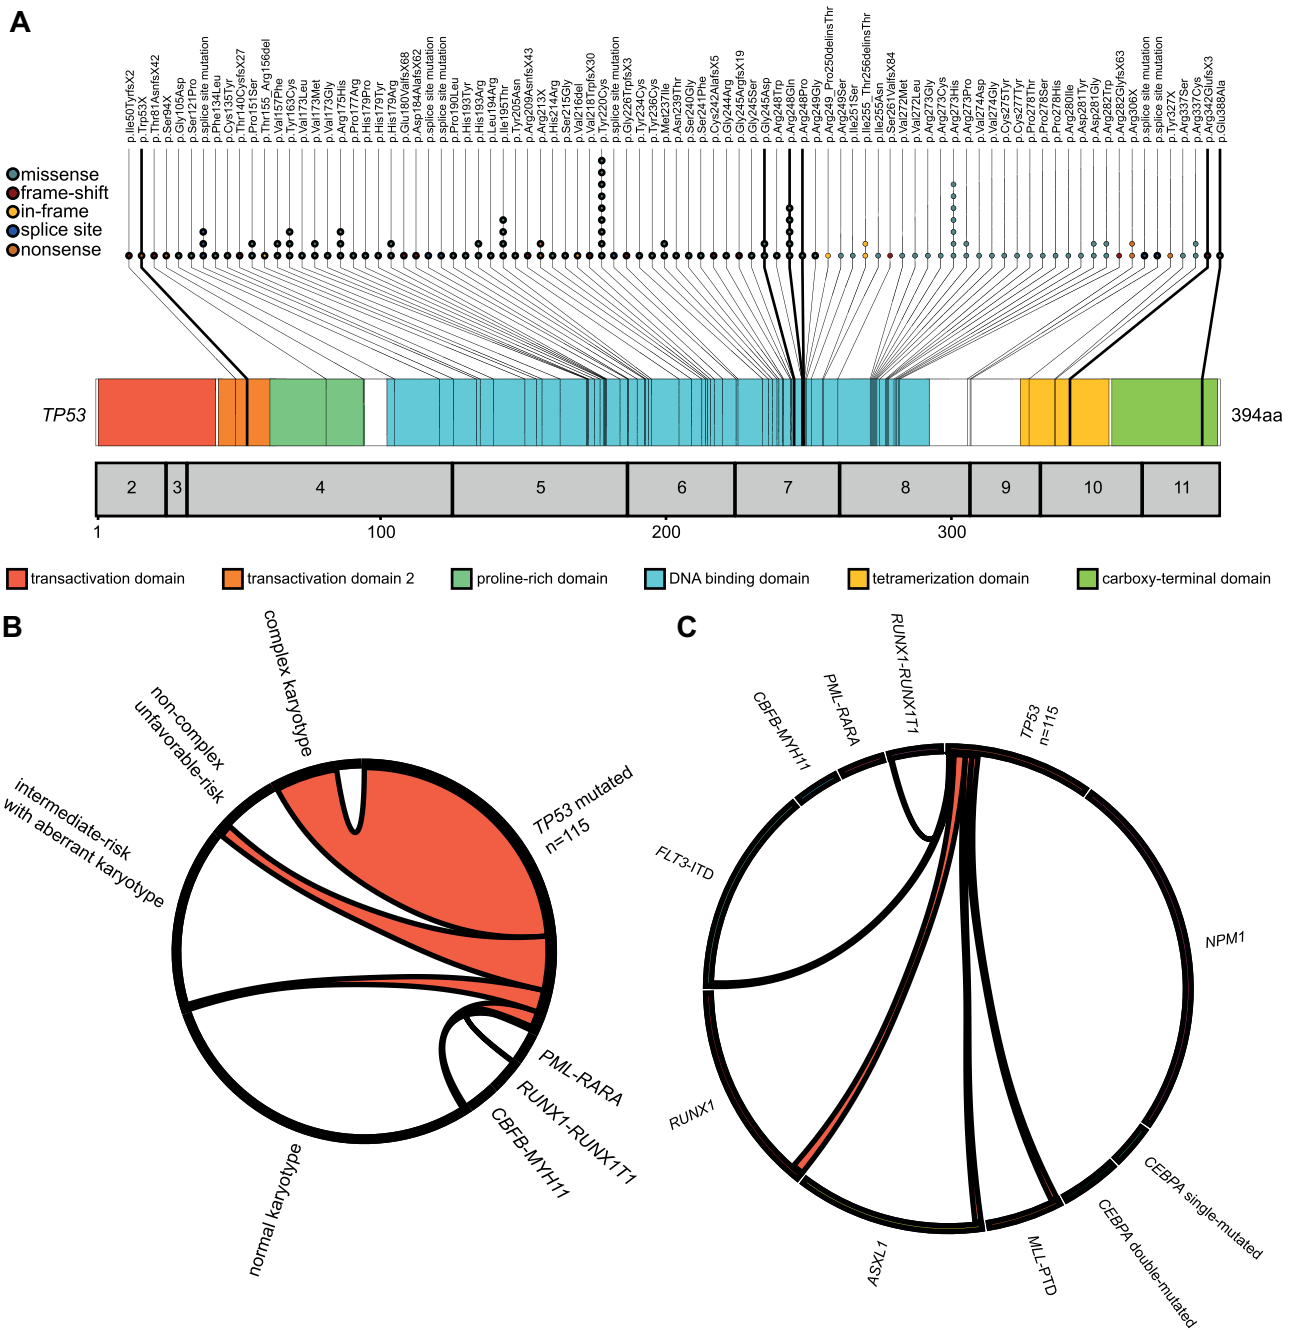 A
p.Ile50TyrfsX2
p.Trp53X
p.Thr81AsnfsX42
p.Ser94X
p.Gly105Asp
p.Ser121Pro
p.splice site mutation
p.Phe134Leu
p.Cys135Tyr
p.Thr140CysfsX27
p.Pro151Ser
p.Thr155_Arg156del
p.Val157Phe
p.Tyr163Cys
p.Val173Leu
p.Val173Met
p.Val173Gly
p.Arg175His
p.Pro177Arg
p.His179Pro
p.His179Tyr
p.His179Arg
p.Glu180ValfsX68
p.Asp184AlafsX62
p.splice site mutation
p.splice site mutation
p.Pro190Leu
p.His193Tyr
p.His193Arg
p.Leu194Arg
p.Ile195Thr
p.Tyr205Asn
p.Arg209AsnfsX43
p.Arg213X
p.His214Arg
p.Ser215Gly
p.Val216del
p.Val218TrpfsX30
p.Tyr220Cys
p.splice site mutation
p.Gly226TrpfsX3
p.Tyr234Cys
p.Tyr236Cys
p.Met237Ile
p.Asn239Thr
p.Ser240Gly
p.Ser241Phe
p.Cys242AlafsX5
p.Gly244Arg
p.Gly245ArgfsX19
p.Gly245Ser
p.Gly245Asp
p.Arg248Trp
p.Arg248Gln
p.Arg248Pro
p.Arg249Gly
p.Arg249_Pro250delinsThr
p.Arg249Ser
p.Ile251Ser
p.Ile255_Thr256delinsThr
p.Ile255Asn
p.Ser261ValfsX84
p.Val272Met
p.Val272Leu
p.Arg273Gly
p.Arg273Cys
p.Arg273His
p.Arg273Pro
p.Val274Asp
p.Val274Gly
p.Cys275Tyr
p.Cys277Tyr
p.Pro278Thr
p.Pro278Ser
p.Pro278His
p.Arg280Ile
p.Asp281Tyr
p.Asp281Gly
p.Arg282Trp
p.Arg282GlyfsX63
p.Arg306X
p.splice site mutation
p.splice site mutation
p.Tyr327X
p.Arg337Ser
p.Arg337Cys
p.Arg342GlufsX3
p.Glu388Ala
missense
frame-shift
in-frame
splice site
nonsense
TP53
394aa
2 3 4 5 6 7 8 9 10 11
1 100 200 300
transactivation domain
transactivation domain 2
proline-rich domain
DNA binding domain
tetramerization domain
carboxy-terminal domain
B
complex karyotype
non-complex
unfavorable-risk
intermediate-risk
with aberrant karyotype
TP53 mutated
n=115
PML-RARA
RUNX1-RUNX1T1
CBFB-MYH11
normal karyotype
C
RUNX1-RUNX1T1
PML-RARA
CBFB-MYH11
FLT3-ITD
RUNX1
ASXL1
MLL-PTD
CEBPA double-mutated
CEBPA single-mutated
NPM1
TP53
n=115